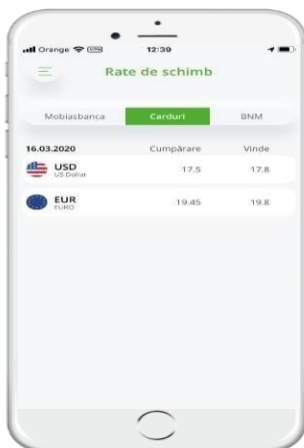 Orange VPN 12:39
Rate de schimb
Mobiasbanca Carduri BNM
16.03.2020 Cumpărare Vinde
USD 17.5 17.8
US Dollar
EUR 19.45 19.8
EURO